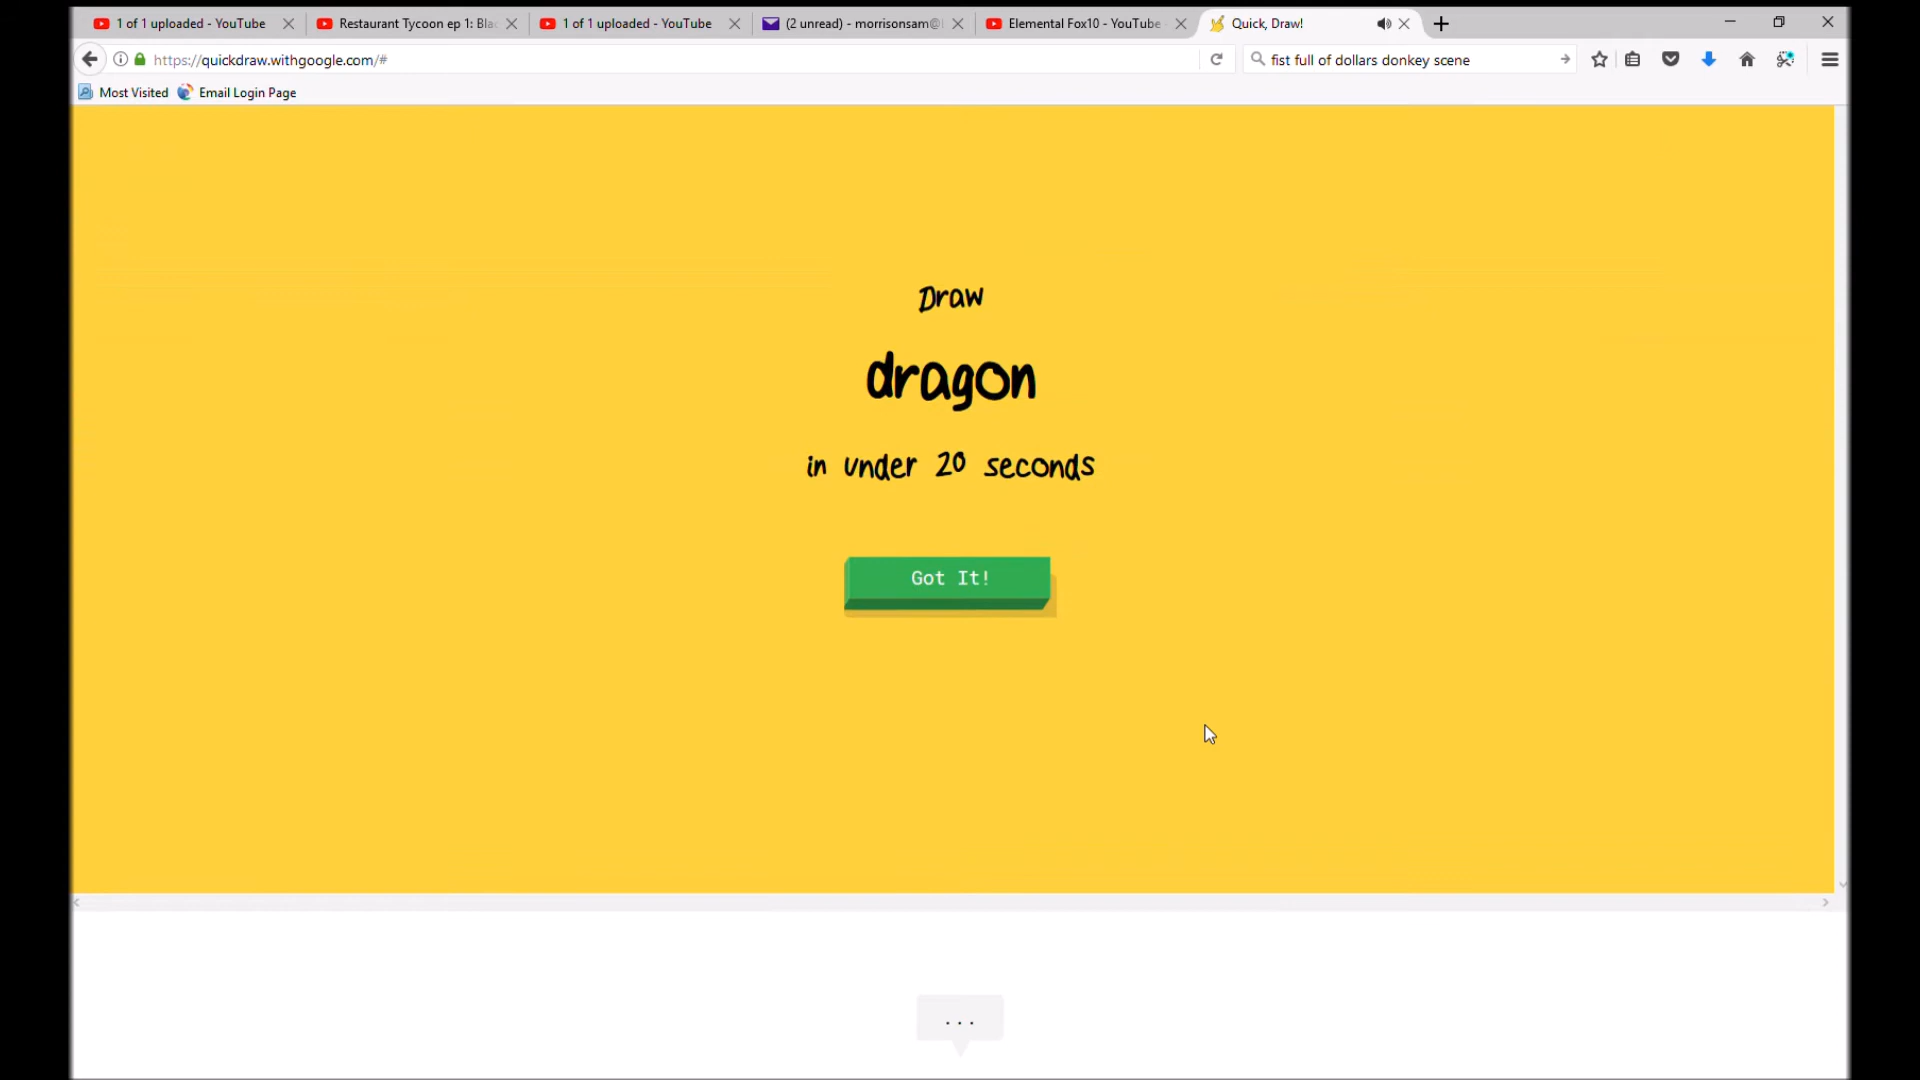 1 of 1 uploaded - YouTube
Restaurant Tycoon ep 1: Bla
1 of 1 uploaded - YouTube
(2 unread) - morrisonsam@
Elemental Fox10 - YouTube
Quick, Draw!
https://quickdraw.withgoogle.com/#
fist full of dollars donkey scene
Most Visited
Email Login Page
Draw
dragon
in under 20 seconds
Got It!
...